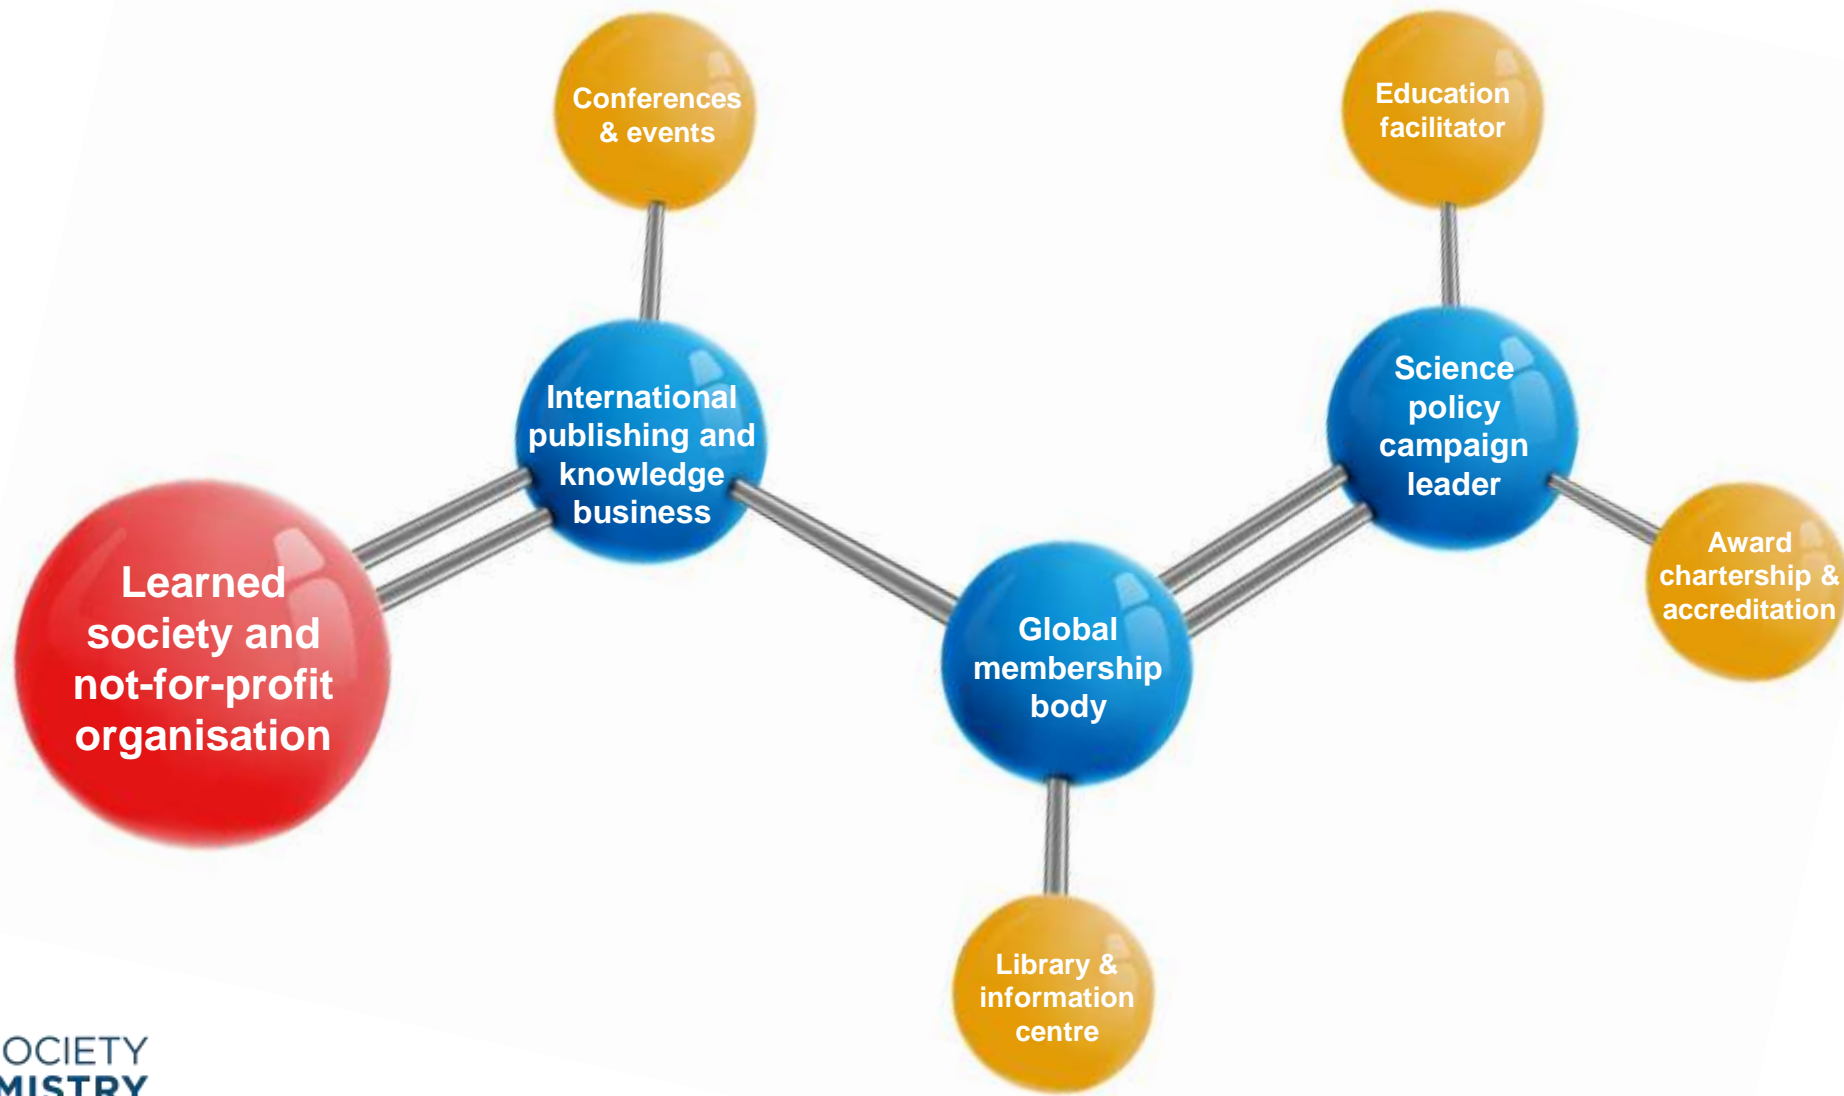 Conferences
& events
Education
facilitator
International
publishing and
knowledge
business
Science
policy
campaign
leader
Learned
society and
not-for-profit
organisation
Award
chartership &
accreditation
Global
membership
body
Library &
information
centre
OCIETY
MISTRY